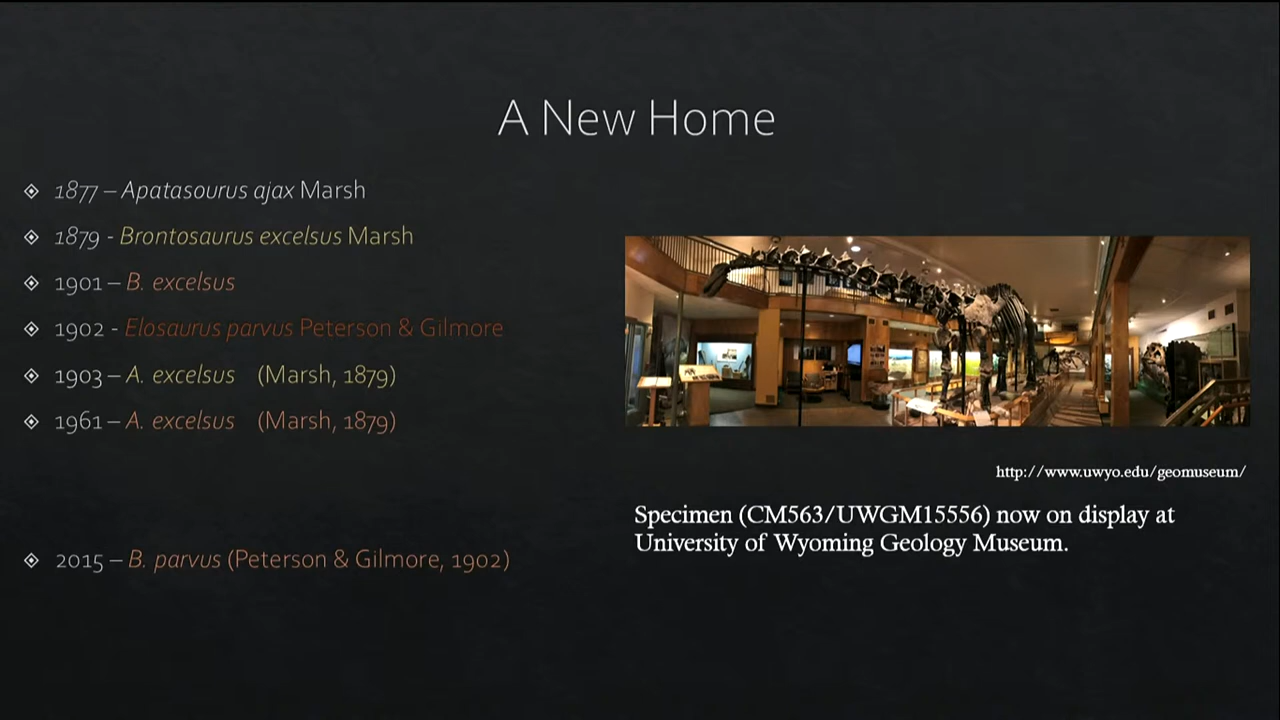 A New Home
1877 – Apatasourus ajax Marsh
1879 - Brontosaurus excelsus Marsh
1901 – B. excelsus
1902 - Elosaurus parvus Peterson & Gilmore
1903 – A. excelsus (Marsh, 1879)
1961 – A. excelsus (Marsh, 1879)
2015 – B. parvus (Peterson & Gilmore, 1902)
http://www.uwyo.edu/geomuseum/
Specimen (CM563/UWGM15556) now on display at
University of Wyoming Geology Museum.